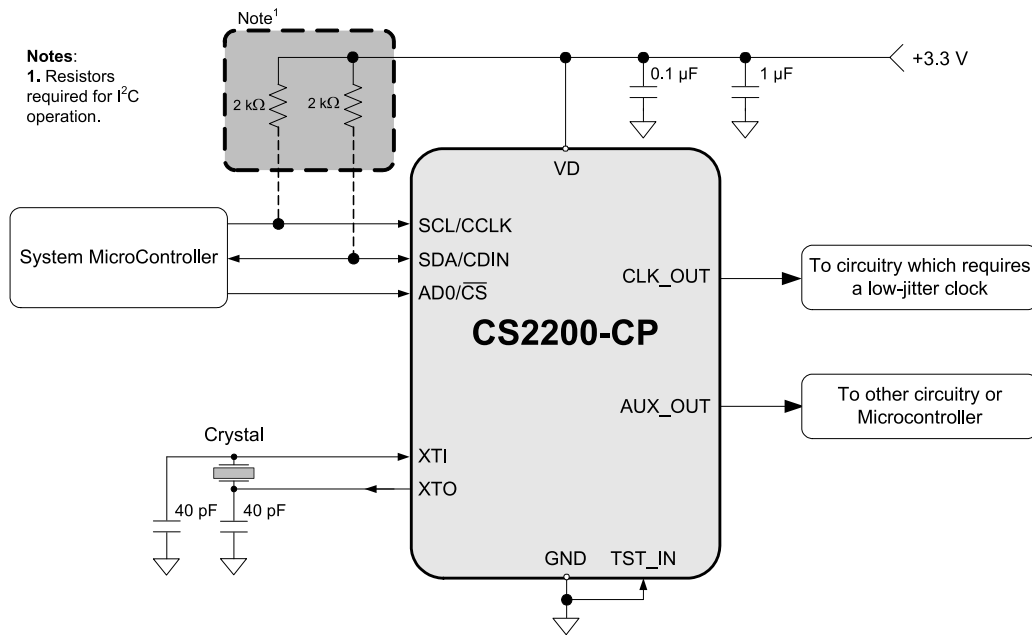 Note¹
Notes:
1. Resistors
required for I²C
operation.
2 kΩ
2 kΩ
0.1 µF
1 µF
+3.3 V
VD
System MicroController
SCL/CCLK
SDA/CDIN
AD0/C̅S̅
CS2200-CP
CLK_OUT
To circuitry which requires
a low-jitter clock
AUX_OUT
To other circuitry or
Microcontroller
Crystal
XTI
XTO
40 pF
40 pF
GND
TST_IN